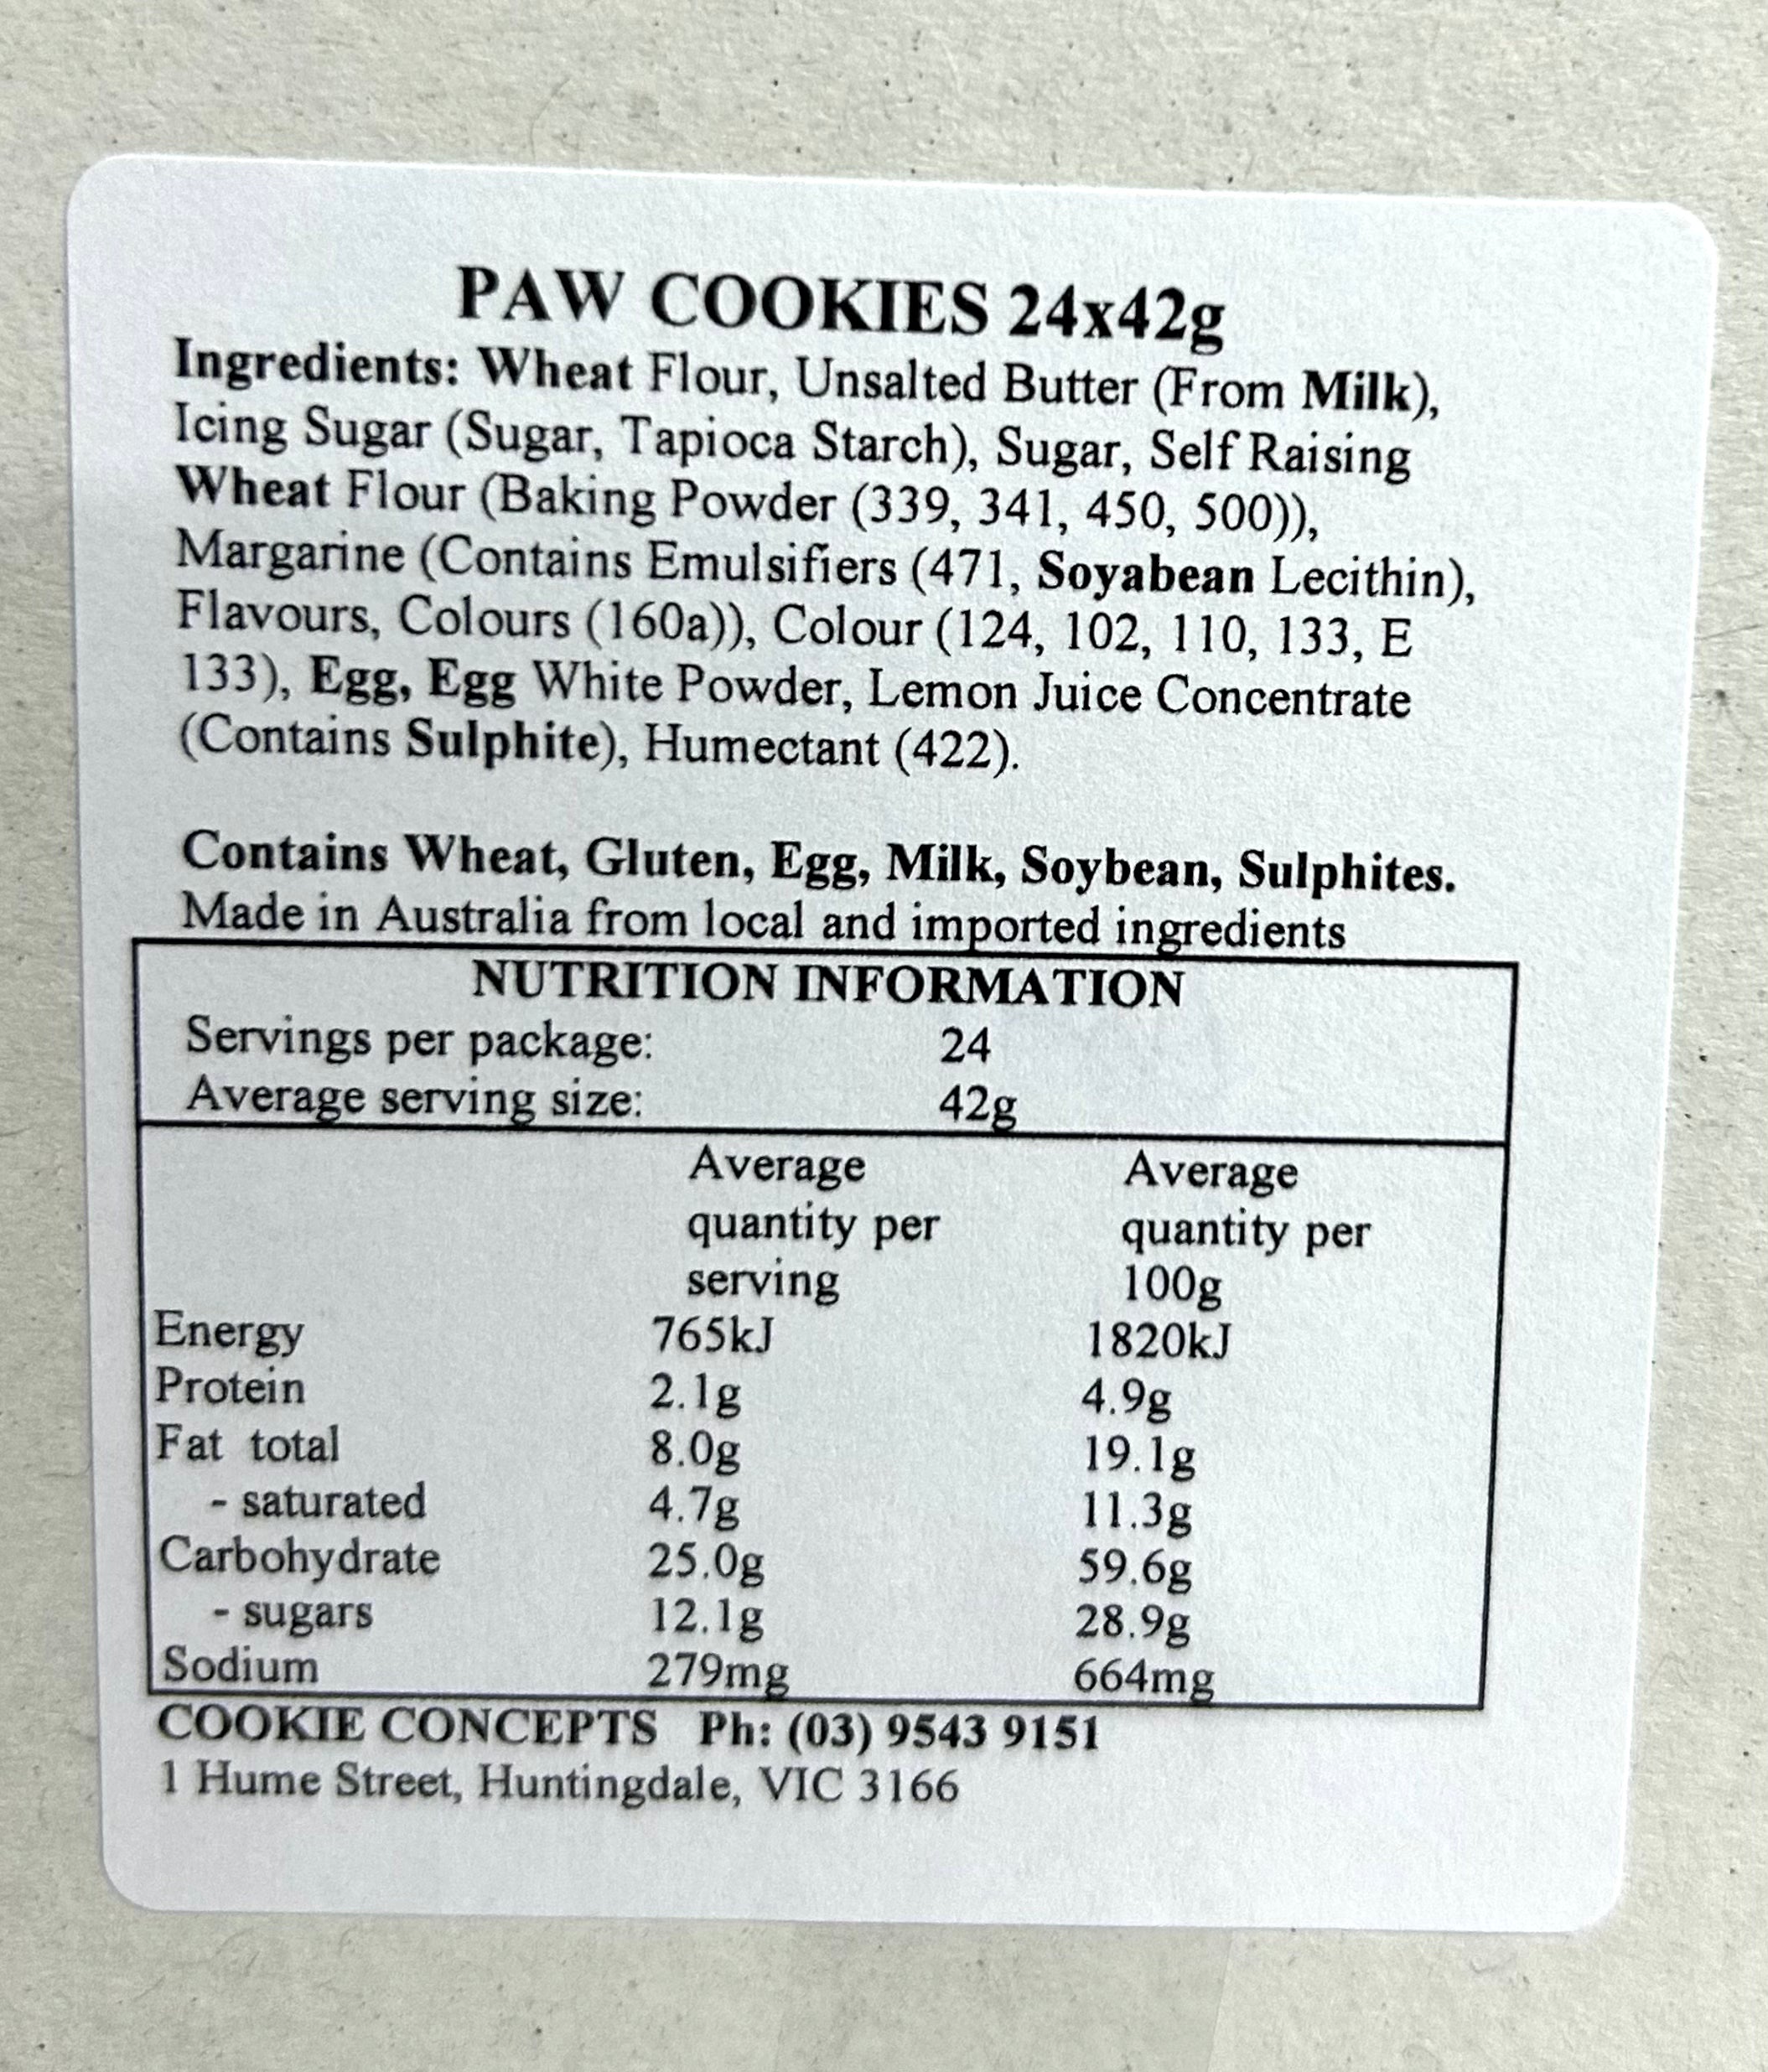 PAW COOKIES 24x42g
Ingredients: Wheat Flour, Unsalted Butter (From Milk),
Icing Sugar (Sugar, Tapioca Starch), Sugar, Self Raising
Wheat Flour (Baking Powder (339, 341, 450, 500)),
Margarine (Contains Emulsifiers (471, Soyabean Lecithin),
Flavours, Colours (160a)), Colour (124, 102, 110, 133, E
133), Egg, Egg White Powder, Lemon Juice Concentrate
(Contains Sulphite), Humectant (422).
Contains Wheat, Gluten, Egg, Milk, Soybean, Sulphites.
Made in Australia from local and imported ingredients
NUTRITION INFORMATION
Servings per package: 24
Average serving size: 42g
Average Average
quantity per quantity per
serving 100g
Energy 765kJ 1820kJ
Protein 2.1g 4.9g
Fat total 8.0g 19.1g
- saturated 4.7g 11.3g
Carbohydrate 25.0g 59.6g
- sugars 12.1g 28.9g
Sodium 279mg 664mg
COOKIE CONCEPTS Ph: (03) 9543 9151
1 Hume Street, Huntingdale, VIC 3166